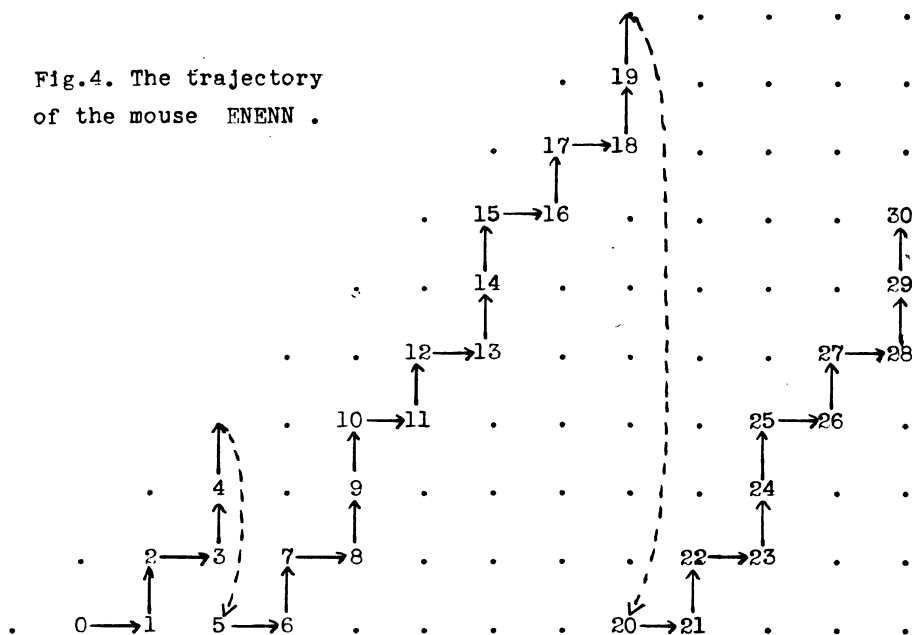 Fig.4. The trajectory
of the mouse ENENN .
19
17 18
15 16 30
14 29
12 13 27 28
10 11 25 26
4 9 24
2 3 7 8 22 23
0 1 5 6 20 21